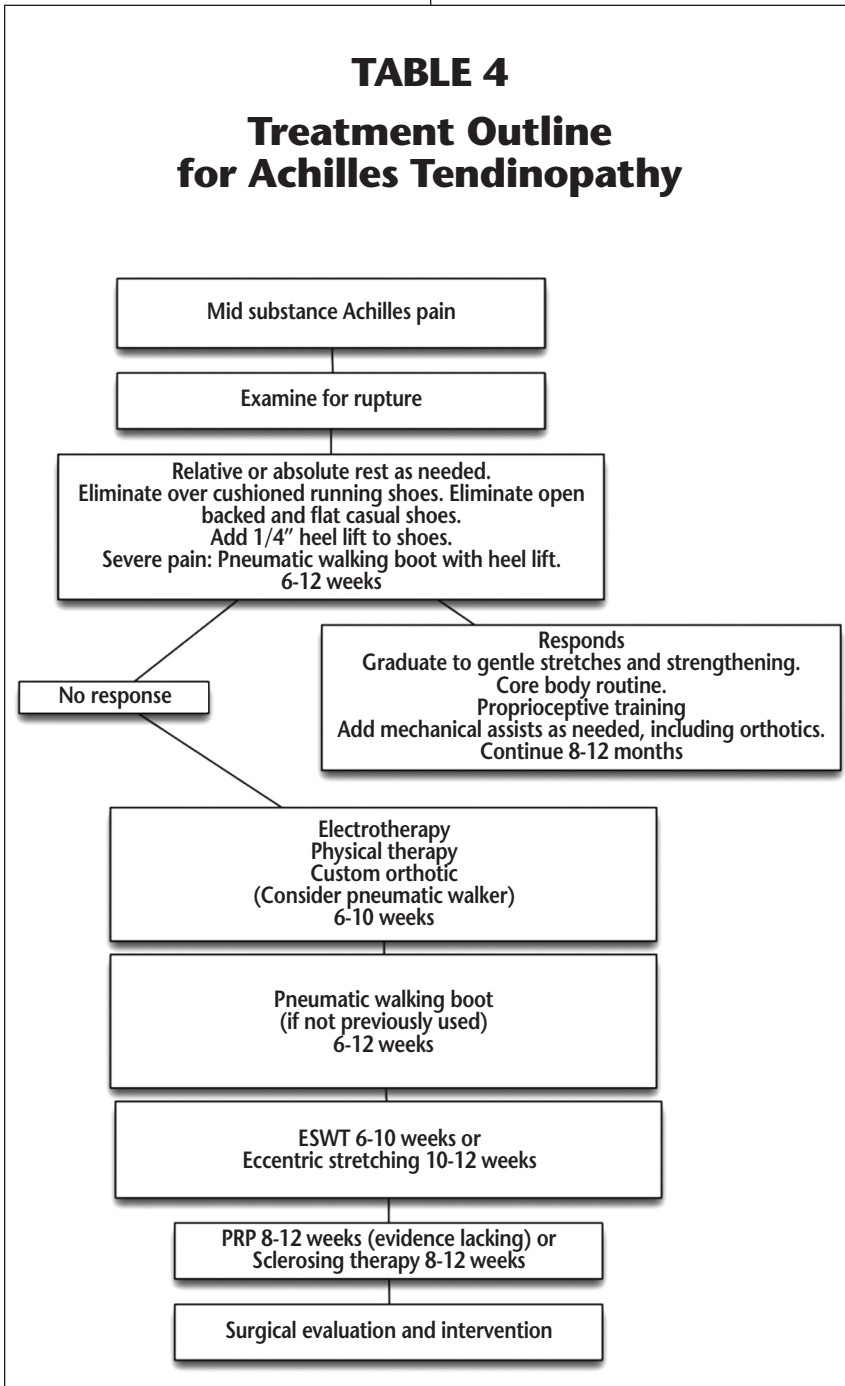 TABLE 4
Treatment Outline
for Achilles Tendinopathy
Mid substance Achilles pain
Examine for rupture
Relative or absolute rest as needed.
Eliminate over cushioned running shoes. Eliminate open
backed and flat casual shoes.
Add 1/4” heel lift to shoes.
Severe pain: Pneumatic walking boot with heel lift.
6-12 weeks
Responds
Graduate to gentle stretches and strengthening.
Core body routine.
Proprioceptive training
Add mechanical assists as needed, including orthotics.
Continue 8-12 months
No response
Electrotherapy
Physical therapy
Custom orthotic
(Consider pneumatic walker)
6-10 weeks
Pneumatic walking boot
(if not previously used)
6-12 weeks
ESWT 6-10 weeks or
Eccentric stretching 10-12 weeks
PRP 8-12 weeks (evidence lacking) or
Sclerosing therapy 8-12 weeks
Surgical evaluation and intervention